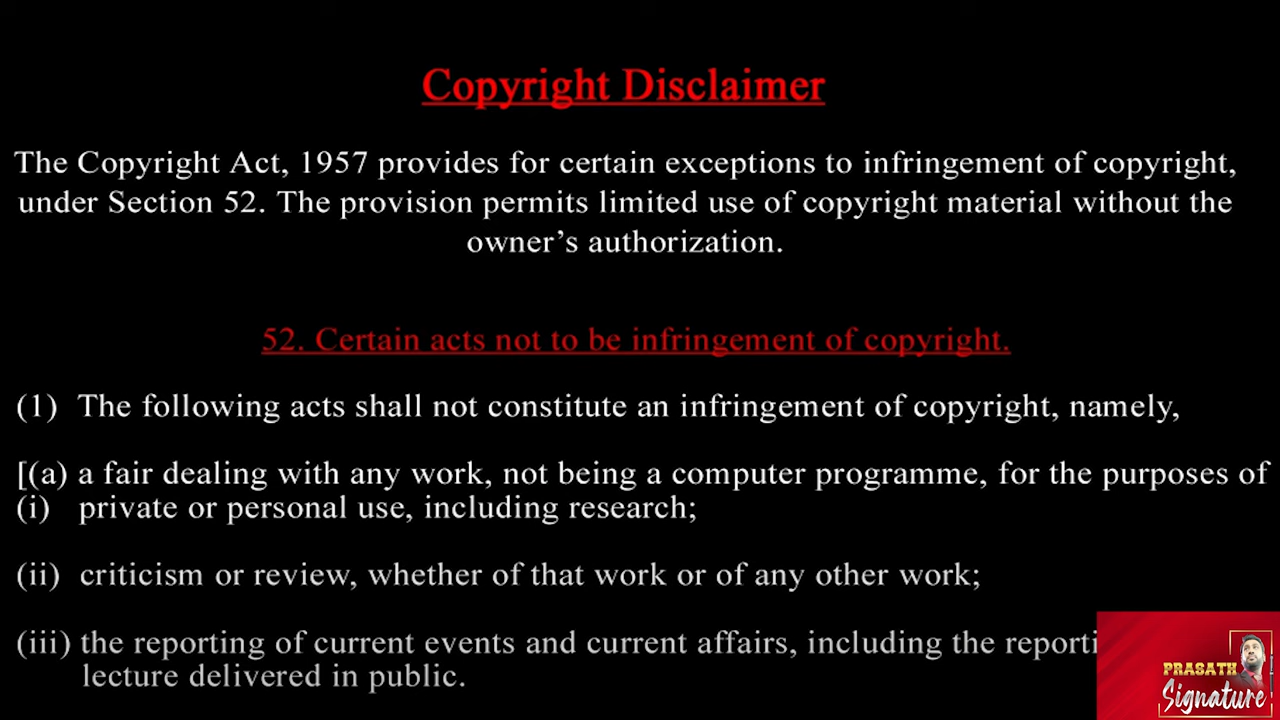 Copyright Disclaimer
The Copyright Act, 1957 provides for certain exceptions to infringement of copyright,
under Section 52. The provision permits limited use of copyright material without the
owner's authorization.
52. Certain acts not to be infringement of copyright.
(1) The following acts shall not constitute an infringement of copyright, namely,
[(a) a fair dealing with any work, not being a computer programme, for the purposes of
(i) private or personal use, including research;
(ii) criticism or review, whether of that work or of any other work;
(iii) the reporting of current events and current affairs, including the reporti
lecture delivered in public.
PRASATH
Signature